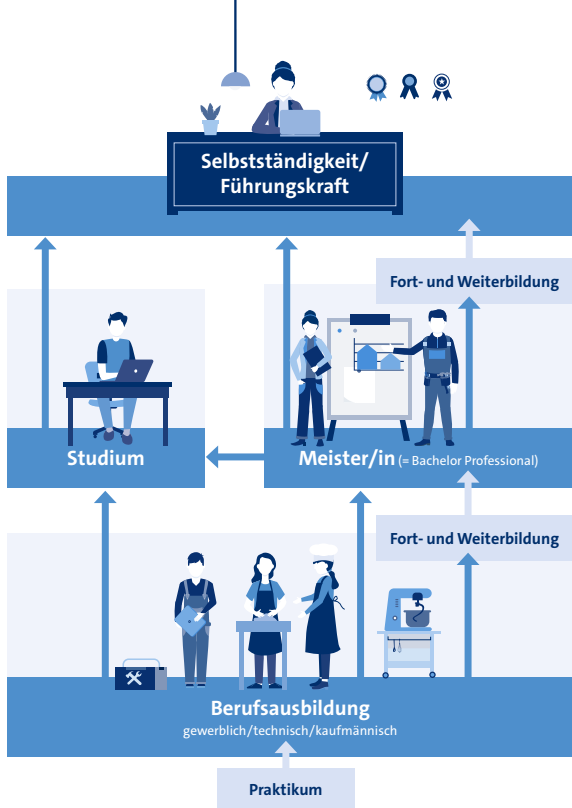 Selbstständigkeit/
Führungskraft
Fort- und Weiterbildung
Studium
Meister/in (= Bachelor Professional)
Fort- und Weiterbildung
Berufsausbildung
gewerblich/technisch/kaufmännisch
Praktikum